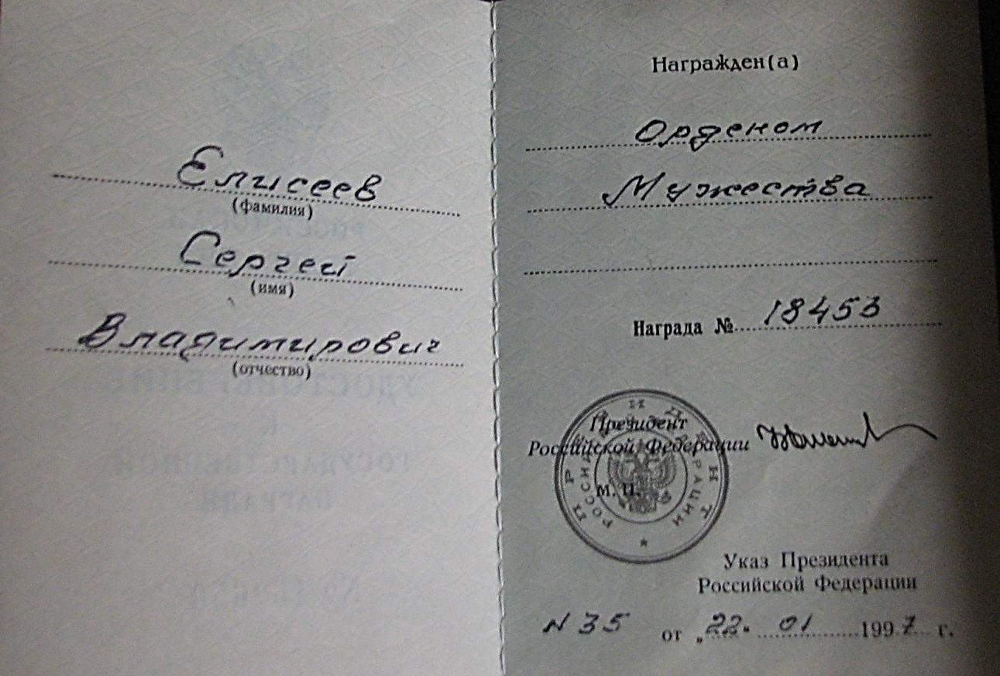 Елисеев
(фамилия)
Сергей
(имя)
Владимирович
(отчество)
Награжден(а)
Орденом
Мужества
Награда № 18453
Президент
Российской Федерации
М. П.
Указ Президента
Российской Федерации
N 35 от „22" 01 1997 г.